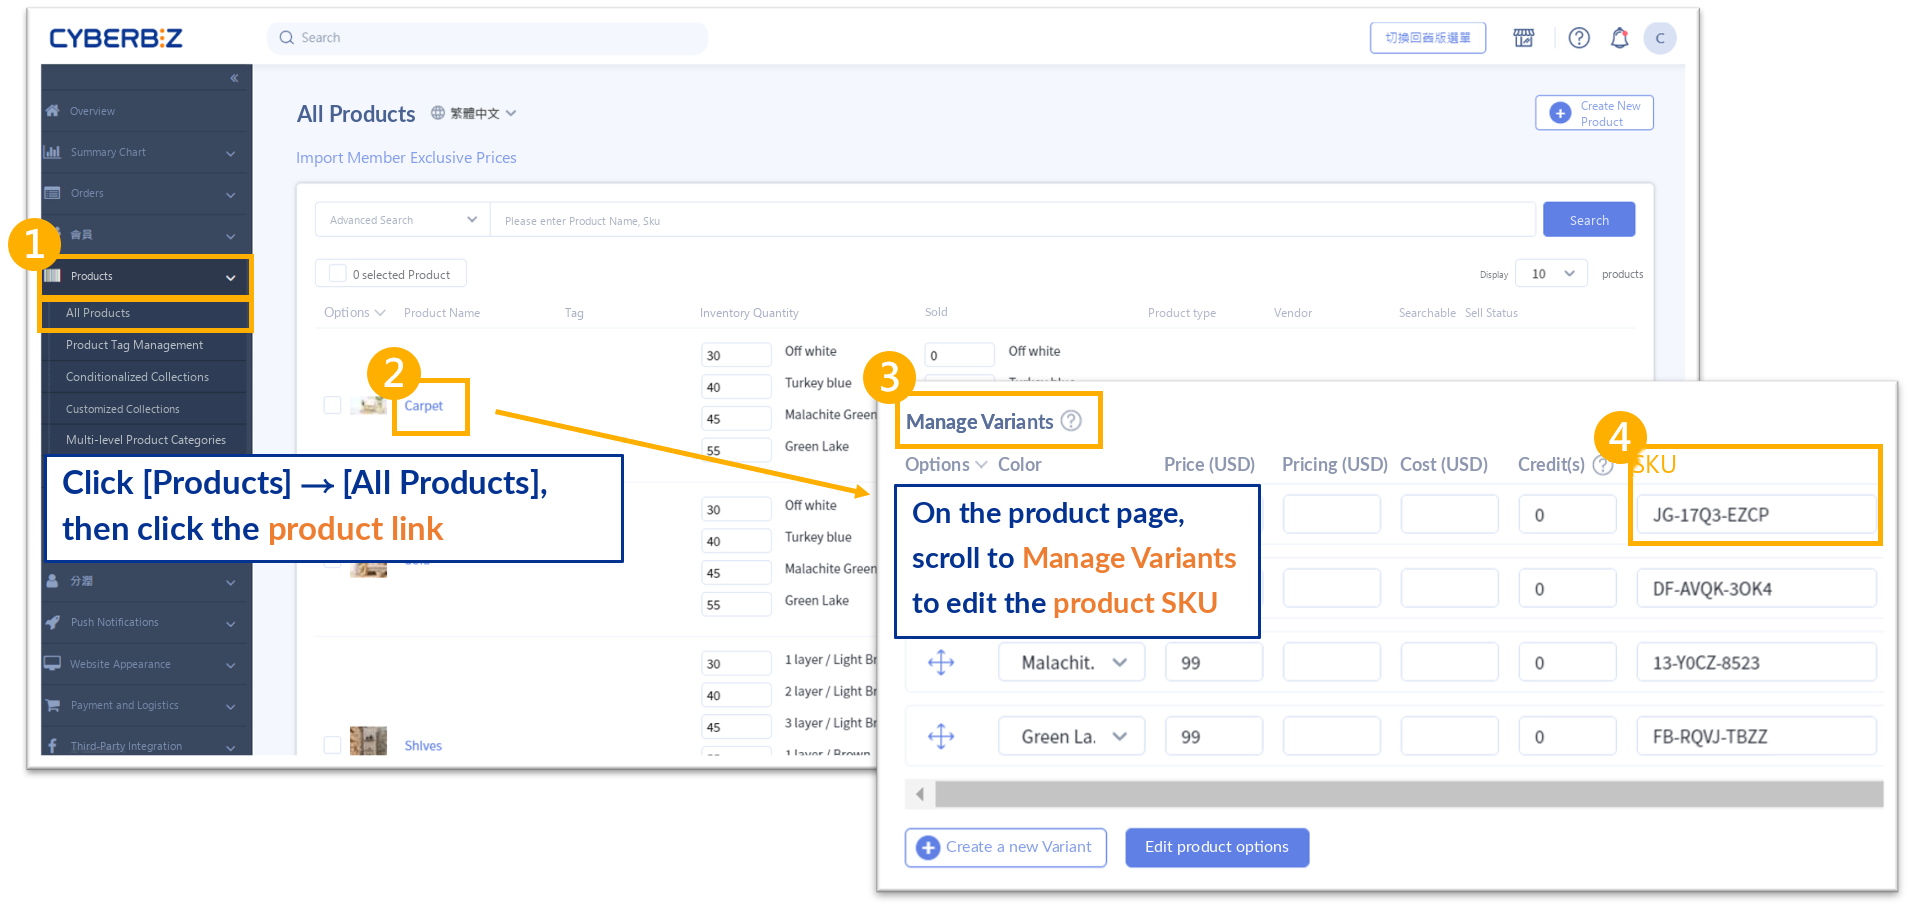 CYBERBIZ
Search
切換回舊版選單
C
Overview
Summary Chart
Orders
會員
1
Products
All Products
Product Tag Management
Conditionalized Collections
Customized Collections
Multi-level Product Categories
分潤
Push Notifications
Website Appearance
Payment and Logistics
Third-Party Integration
All Products
繁體中文
Create New
Product
Import Member Exclusive Prices
Advanced Search
Please enter Product Name, Sku
Search
0 selected Product
Display
10
products
Options
Product Name
Tag
Inventory Quantity
Sold
Product type
Vendor
Searchable
Sell Status
2
Carpet
30
Off white
0
Off white
40
Turkey blue
45
Malachite Green
55
Green Lake
30
Off white
40
Turkey blue
45
Malachite Green
55
Green Lake
Shlves
30
1 layer / Light Br
40
2 layer / Light Br
45
3 layer / Light Br
1 layer / Brown
Click [Products] → [All Products],
then click the product link
3
Manage Variants
4
Options
Color
Price (USD)
Pricing (USD)
Cost (USD)
Credit(s)
SKU
On the product page,
scroll to Manage Variants
to edit the product SKU
0
JG-17Q3-EZCP
0
DF-AVQK-3OK4
Malachit.
99
0
13-Y0CZ-8523
Green La.
99
0
FB-RQVJ-TBZZ
Create a new Variant
Edit product options